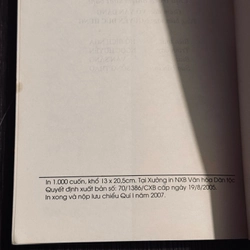 In 1.000 cuốn, khổ 13 x 20,5cm. Tại Xưởng in NXB Văn hóa Dân tộc.
Quyết định xuất bản số: 70/1386/CXB cấp ngày 19/8/2005.
In xong và nộp lưu chiểu Quí I năm 2007.